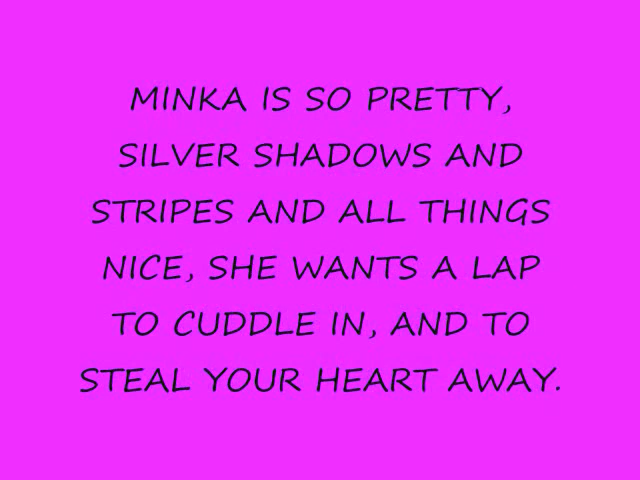 MINKA IS SO PRETTY,
SILVER SHADOWS AND
STRIPES AND ALL THINGS
NICE, SHE WANTS A LAP
TO CUDDLE IN, AND TO
STEAL YOUR HEART AWAY.